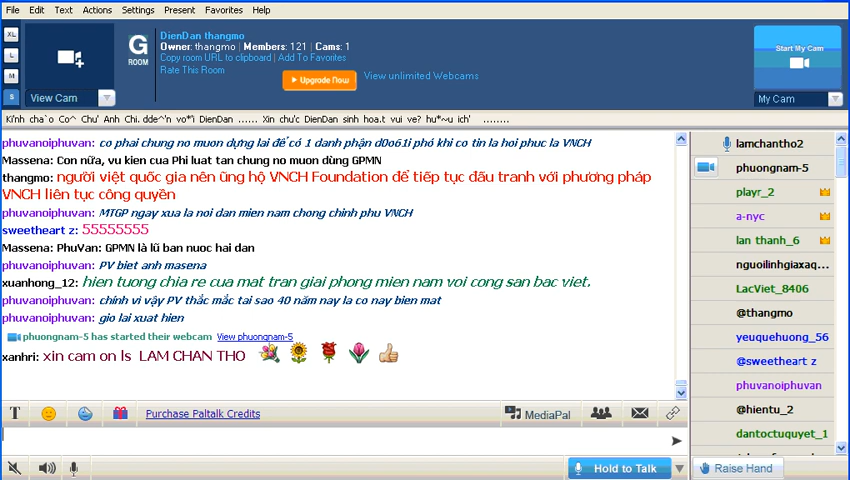 File Edit Text Actions Settings Present Favorites Help
XL
L
M
S
View Cam
G
ROOM
DienDan thangmo
Owner: thangmo | Members: 121 | Cams: 1
Copy room URL to clipboard | Add To Favorites
Rate This Room
Upgrade Now
View unlimited Webcams
Start My Cam
My Cam
Ki'nh cha`o Co^ Chu' Anh Chi. dde^'n vo*'i DienDan ...... Xin chu'c DienDan sinh hoa.t vui ve? hu*~u ich' ........
phuvanoiphuvan: co phai chung no muon dựng lai để có 1 danh phận d0o61i phó khi co tin la hoi phuc la VNCH
Massena: Con nữa, vu kien cua Phi luat tan chung no muon dùng GPMN
thangmo: người việt quốc gia nên ũng hộ VNCH Foundation để tiếp tục đấu tranh với phương pháp
VNCH liên tục công quyền
phuvanoiphuvan: MTGP ngay xua la noi dan mien nam chong chinh phu VNCH
sweetheart z: 55555555
Massena: PhuVan: GPMN là lũ ban nuoc hai dan
phuvanoiphuvan: PV biet anh masena
xuanhong_12: hien tuong chia re cua mat tran giai phong mien nam voi cong san bac viet.
phuvanoiphuvan: chính vi vậy PV thắc mắc tai sao 40 năm nay la co nay bien mat
phuvanoiphuvan: gio lai xuat hien
phuongnam-5 has started their webcam View phuongnam-5
xanhri: xin cam on ls LAM CHAN THO
T
Purchase Paltalk Credits
MediaPal
Hold to Talk
lamchantho2
phuongnam-5
playr_2
a-nyc
lan thanh_6
nguoilinhgiaxaq...
LacViet_8406
@thangmo
yeuquehuong_56
@sweetheart z
phuvanoiphuvan
@hientu_2
dantoctuquyet_1
Raise Hand